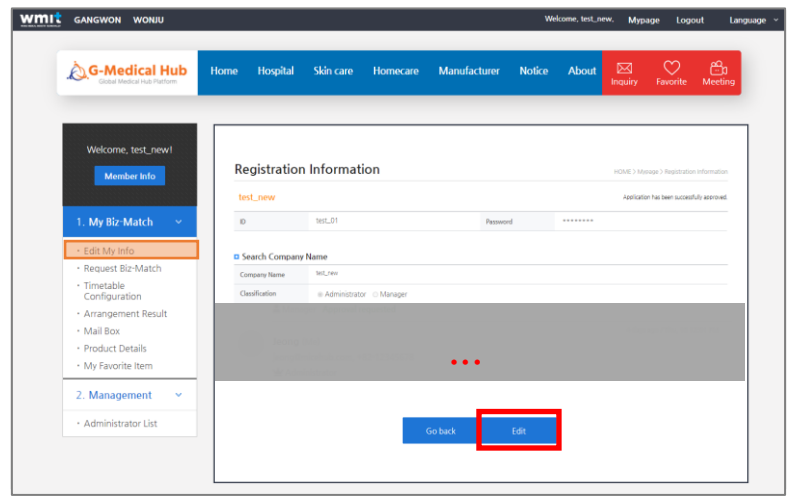 wmit GANGWON WONJU
Welcome, test_new, Mypage Logout Language
G-Medical Hub
Global Medical Hub Platform
Home Hospital Skin care Homecare Manufacturer Notice About
Inquiry Favorite Meeting
Welcome, test_new!
Member Info
1. My Biz-Match
Edit My Info
Request Biz-Match
Timetable
Configuration
Arrangement Result
Mail Box
Product Details
My Favorite Item
2. Management
Administrator List
Registration Information
HOME > Mypage > Registration Information
test_new
Application has been successfully approved.
ID test_01 Password ********
Search Company Name
Company Name test_new
Classification Administrator Manager
...
Go back Edit